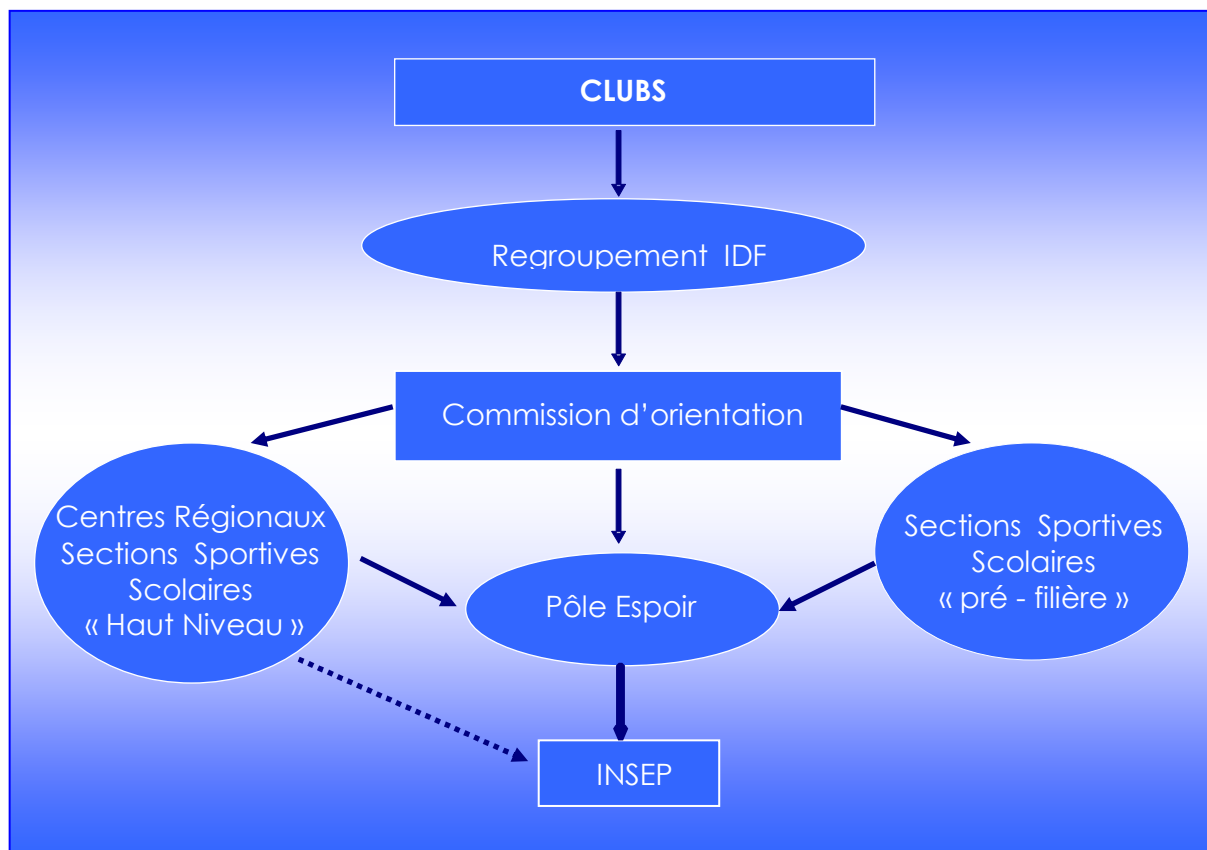 CLUBS
Regroupement IDF
Commission d'orientation
Centres Régionaux
Sections Sportives
Scolaires
« Haut Niveau »
Pôle Espoir
Sections Sportives
Scolaires
« pré - filière »
INSEP